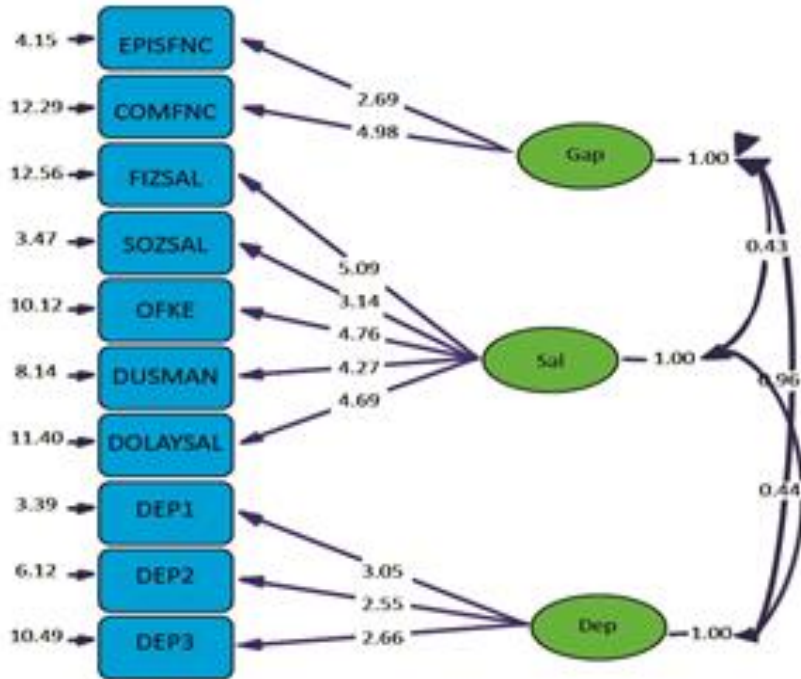 4.15 EPISFNC
12.29 COMFNC
12.56 FIZSAL
3.47 SOZSAL
10.12 OFKE
8.14 DUSMAN
11.40 DOLAYSAL
3.39 DEP1
6.12 DEP2
10.49 DEP3
2.69
4.98
Gap 1.00
5.09
3.14
4.76
4.27
4.69
Sal 1.00
3.05
2.55
2.66
Dep 1.00
0.43
0.96
0.44